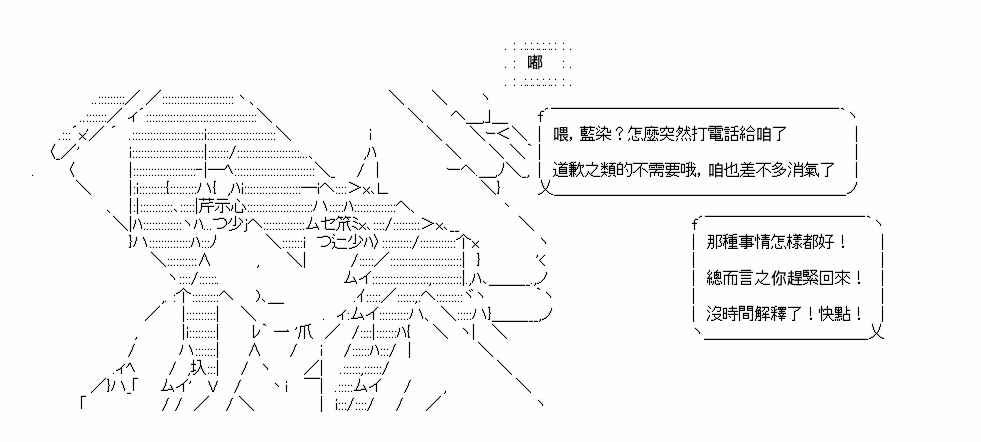 嘟
喂，藍染？怎麼突然打電話給咱了
道歉之類的不需要哦，咱也差不多消氣了
那種事情怎樣都好！
總而言之你趕緊回來！
沒時間解釋了！快點！